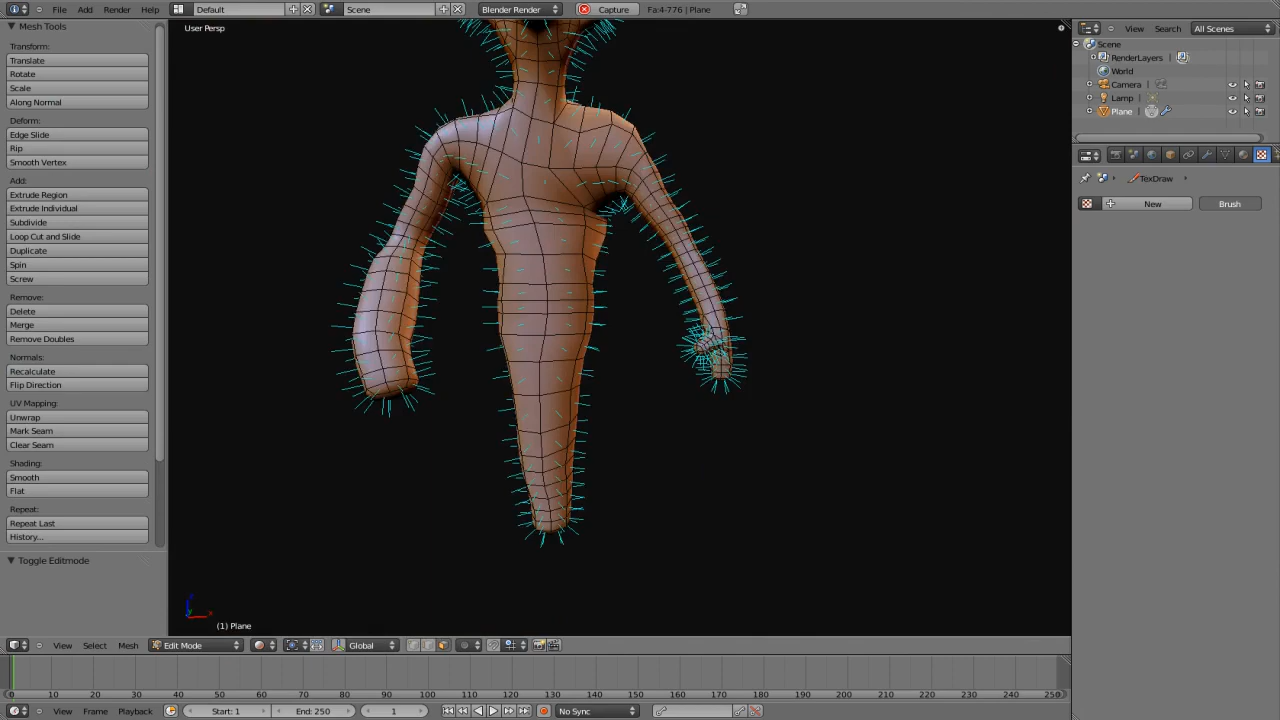 File Add Render Help Default Scene Blender Render Capture Fa:4-776 | Plane
Mesh Tools
User Persp
View Search All Scenes
Transform:
Translate
Rotate
Scale
Along Normal
Deform:
Edge Slide
Rip
Smooth Vertex
Add:
Extrude Region
Extrude Individual
Subdivide
Loop Cut and Slide
Duplicate
Spin
Screw
Remove:
Delete
Merge
Remove Doubles
Normals:
Recalculate
Flip Direction
UV Mapping:
Unwrap
Mark Seam
Clear Seam
Shading:
Smooth
Flat
Repeat:
Repeat Last
History...
Toggle Editmode
Scene
RenderLayers
World
Camera
Lamp
Plane
TexDraw
New Brush
z
y x
(1) Plane
View Select Mesh Edit Mode Global
0 10 20 30 40 50 60 70 80 90 100 110 120 130 140 150 160 170 180 190 200 210 220 230 240 250
View Frame Playback Start: 1 End: 250 1 No Sync